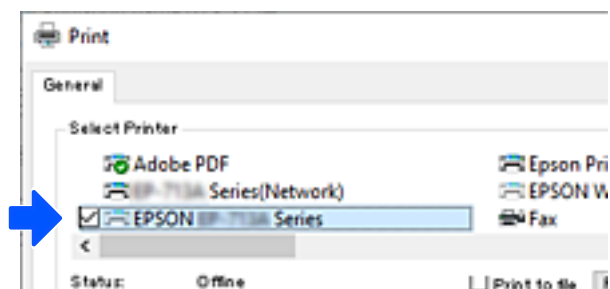 Print
General
Select Printer
Adobe PDF
Epson Pri
Series(Network)
EPSON W
EPSON Series
Fax
Status: Offline
Print to file